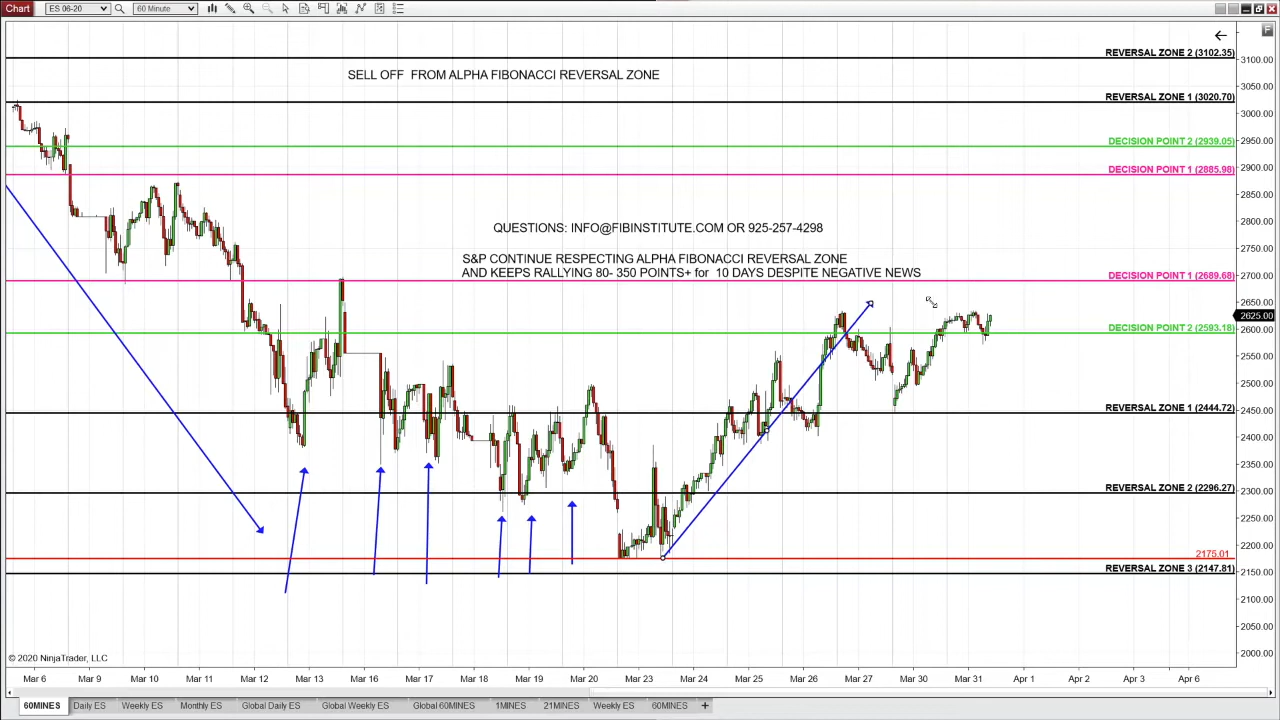 Chart
ES 06-20
60 Minute
F
REVERSAL ZONE 2 (3102.35)
3100.00
SELL OFF FROM ALPHA FIBONACCI REVERSAL ZONE
3050.00
REVERSAL ZONE 1 (3020.70)
3000.00
2950.00
DECISION POINT 2 (2939.05)
2900.00
DECISION POINT 1 (2885.98)
2850.00
2800.00
QUESTIONS: INFO@FIBINSTITUTE.COM OR 925-257-4298
2750.00
S&P CONTINUE RESPECTING ALPHA FIBONACCI REVERSAL ZONE
AND KEEPS RALLYING 80- 350 POINTS+ for 10 DAYS DESPITE NEGATIVE NEWS
DECISION POINT 1 (2689.68)
2700.00
2650.00
2625.00
DECISION POINT 2 (2593.18)
2600.00
2550.00
2500.00
REVERSAL ZONE 1 (2444.72)
2450.00
2400.00
2350.00
REVERSAL ZONE 2 (2296.27)
2300.00
2250.00
2200.00
2175.01
REVERSAL ZONE 3 (2147.81)
2150.00
2100.00
2050.00
2000.00
© 2020 NinjaTrader, LLC
Mar 6 Mar 9 Mar 10 Mar 11 Mar 12 Mar 13 Mar 16 Mar 17 Mar 18 Mar 19 Mar 20 Mar 23 Mar 24 Mar 25 Mar 26 Mar 27 Mar 30 Mar 31 Apr 1 Apr 2 Apr 3 Apr 6
60MINES Daily ES Weekly ES Monthly ES Global Daily ES Global Weekly ES Global 60MINES 1MINES 21MINES Weekly ES 60MINES +